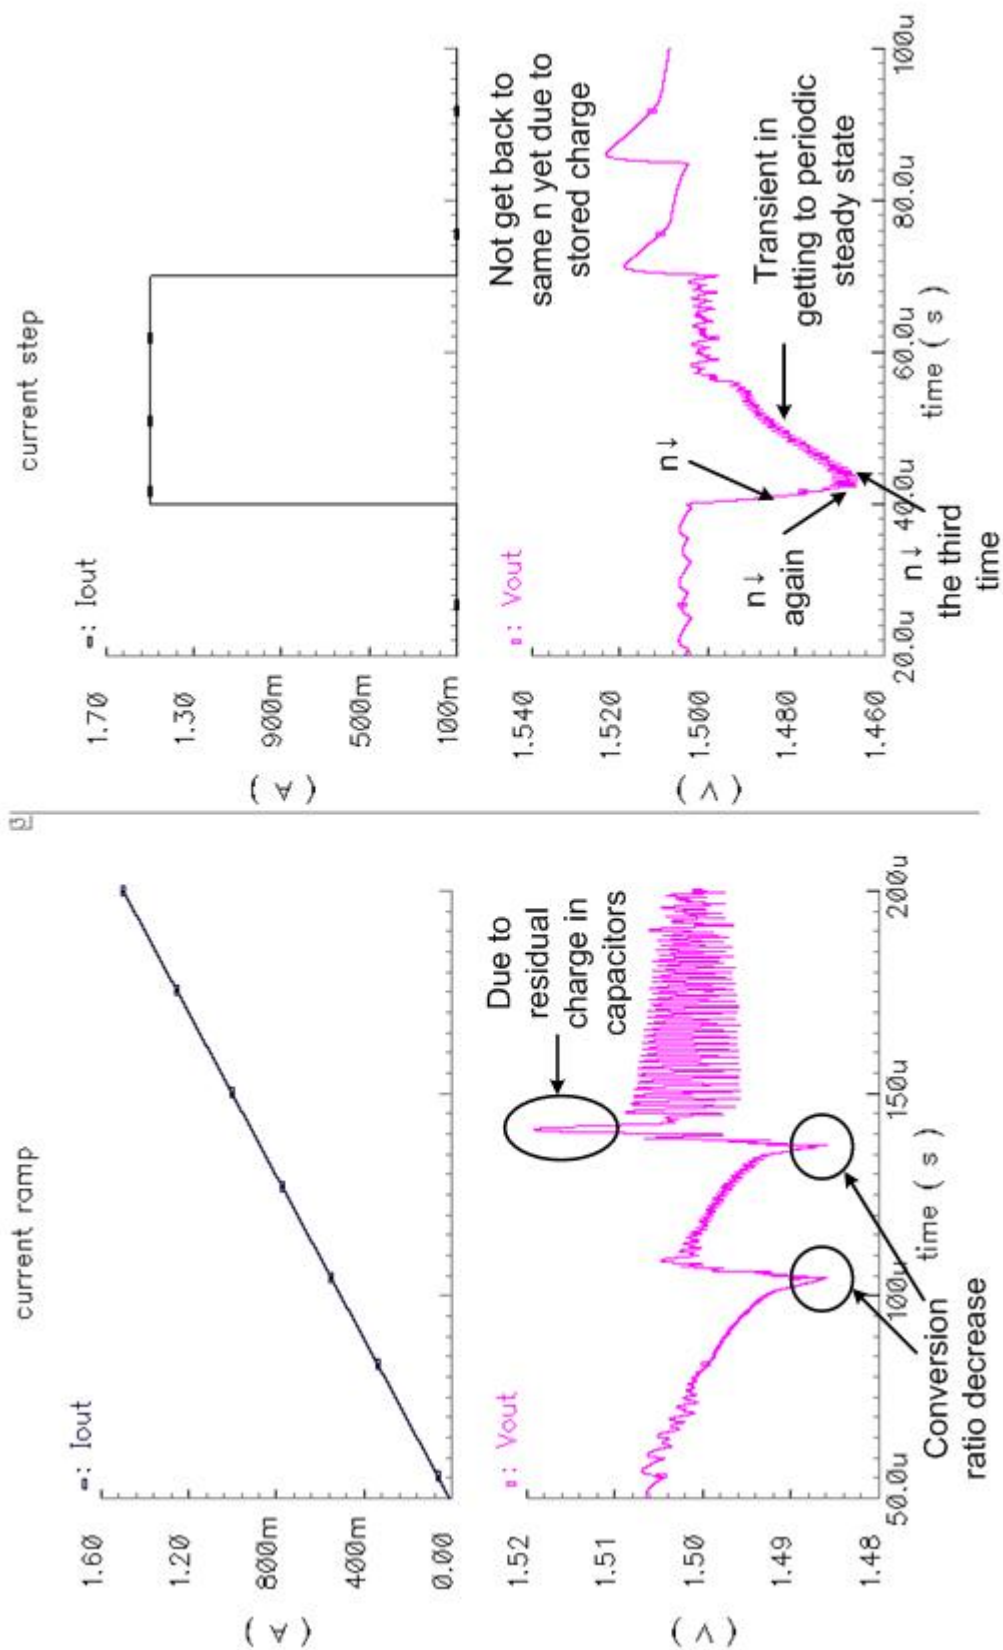 current ramp
⊶: Iout
1.60
1.20
800m
400m
0.00
( A )
▫: Vout
1.52
1.51
1.50
1.49
1.48
( V )
Due to
residual
charge in
capacitors
Conversion
ratio decrease
50.0u 100u 150u 200u
time ( s )
current step
⊶: Iout
1.70
1.30
900m
500m
100m
( A )
▫: Vout
1.540
1.520
1.500
1.480
1.460
( V )
Not get back to
same n yet due to
stored charge
n↓
n↓
again
n↓
the third
time
Transient in
getting to periodic
steady state
20.0u 40.0u 60.0u 80.0u 100u
time ( s )